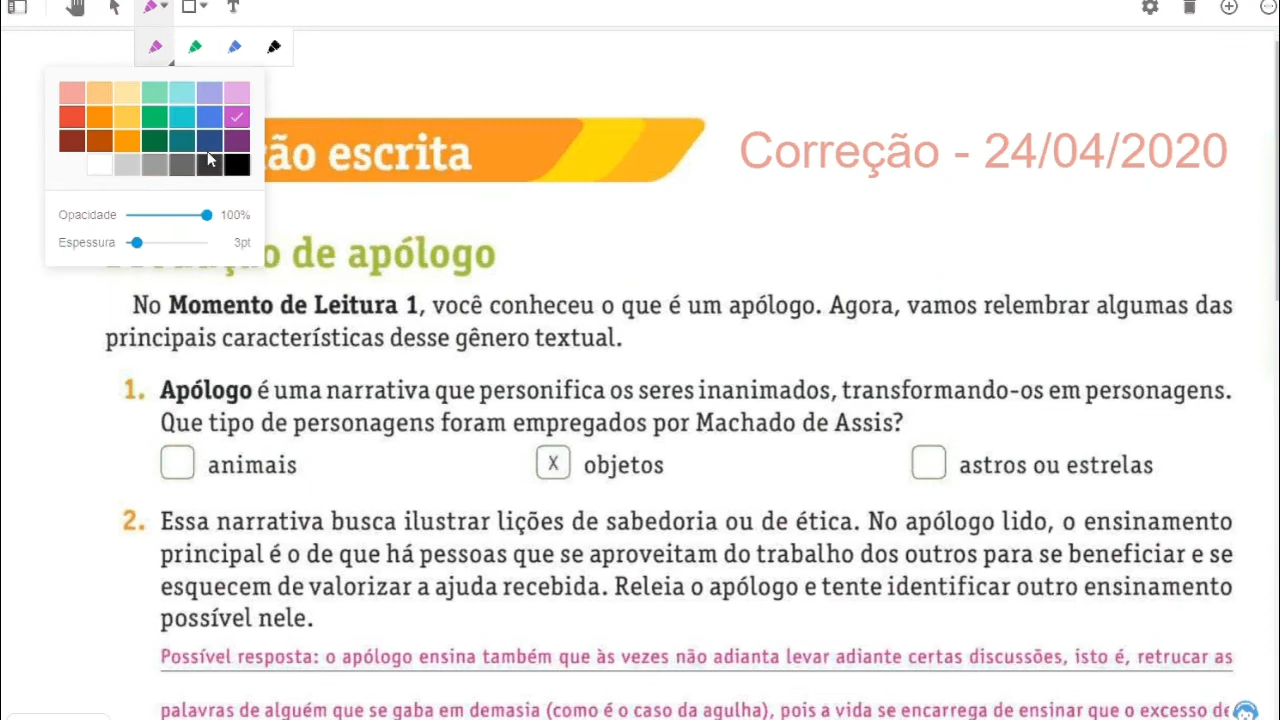 Opacidade 100%
Espessura 3pt
ão escrita
Correção - 24/04/2020
de apólogo
No Momento de Leitura 1, você conheceu o que é um apólogo. Agora, vamos relembrar algumas das
principais características desse gênero textual.
1. Apólogo é uma narrativa que personifica os seres inanimados, transformando-os em personagens.
Que tipo de personagens foram empregados por Machado de Assis?
animais X objetos astros ou estrelas
2. Essa narrativa busca ilustrar lições de sabedoria ou de ética. No apólogo lido, o ensinamento
principal é o de que há pessoas que se aproveitam do trabalho dos outros para se beneficiar e se
esquecem de valorizar a ajuda recebida. Releia o apólogo e tente identificar outro ensinamento
possível nele.
Possível resposta: o apólogo ensina também que às vezes não adianta levar adiante certas discussões, isto é, retrucar as
palavras de alguém que se gaba em demasia (como é o caso da agulha), pois a vida se encarrega de ensinar que o excesso de